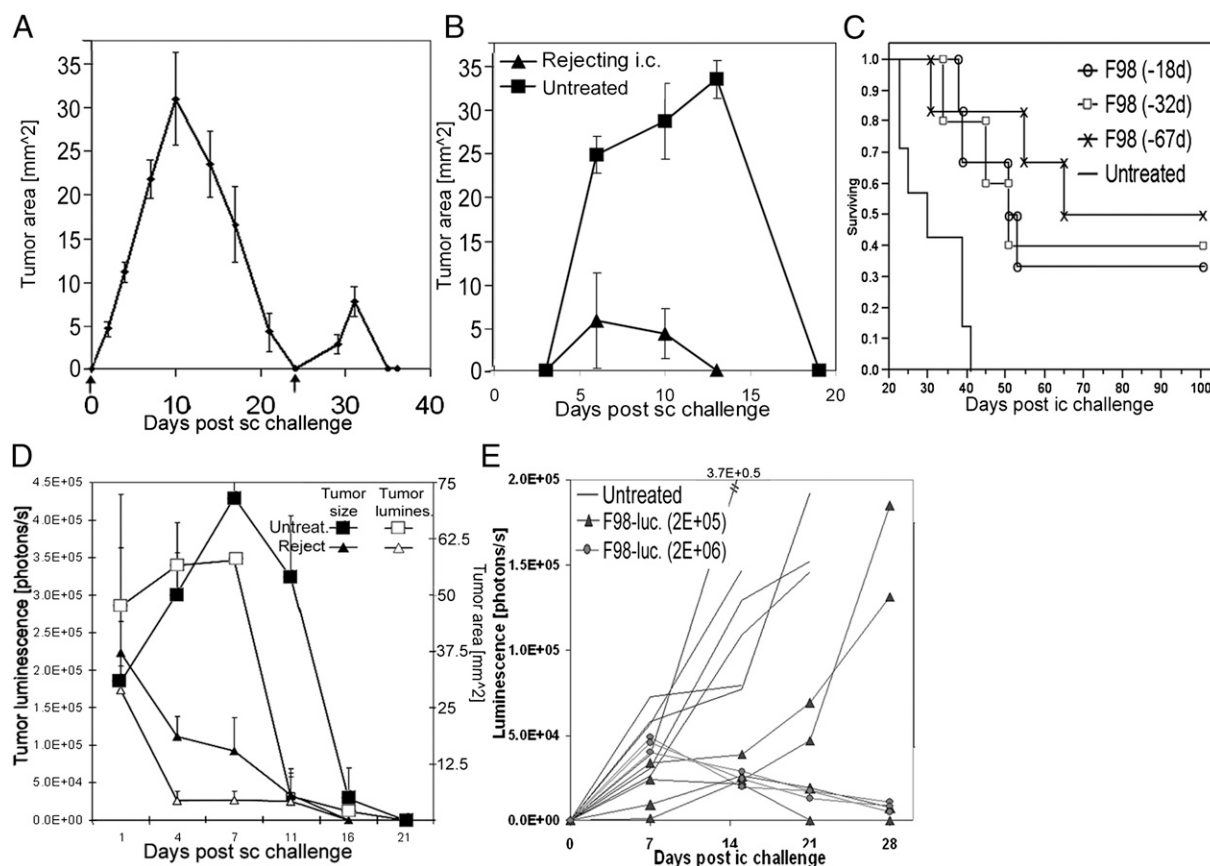 A
Tumor area [mm^2]
35
30
25
20
15
10
5
0
0
10
20
30
40
Days post sc challenge
B
Tumor area [mm^2]
Rejecting i.c.
Untreated
35
30
25
20
15
10
5
0
0
5
10
15
20
Days post sc challenge
C
Surviving
1.0
0.9
0.8
0.7
0.6
0.5
0.4
0.3
0.2
0.1
0.0
F98 (-18d)
F98 (-32d)
F98 (-67d)
Untreated
20 30 40 50 60 70 80 90 100
Days post ic challenge
D
Tumor luminescence [photons/s]
4.5E+05
4.0E+05
3.5E+05
3.0E+05
2.5E+05
2.0E+05
1.5E+05
1.0E+05
5.0E+04
0.0E+00
Tumor size
Tumor lumines.
Untreat.
Reject
75
62.5
50
37.5
25
12.5
Tumor area [mm^2]
1 4 7 11 16 21
Days post sc challenge
E
Luminescence [photons/s]
2.0E+05
1.5E+05
1.0E+05
5.0E+04
0.0E+00
3.7E+0.5
Untreated
F98-luc. (2E+05)
F98-luc. (2E+06)
0 7 14 21 28
Days post ic challenge